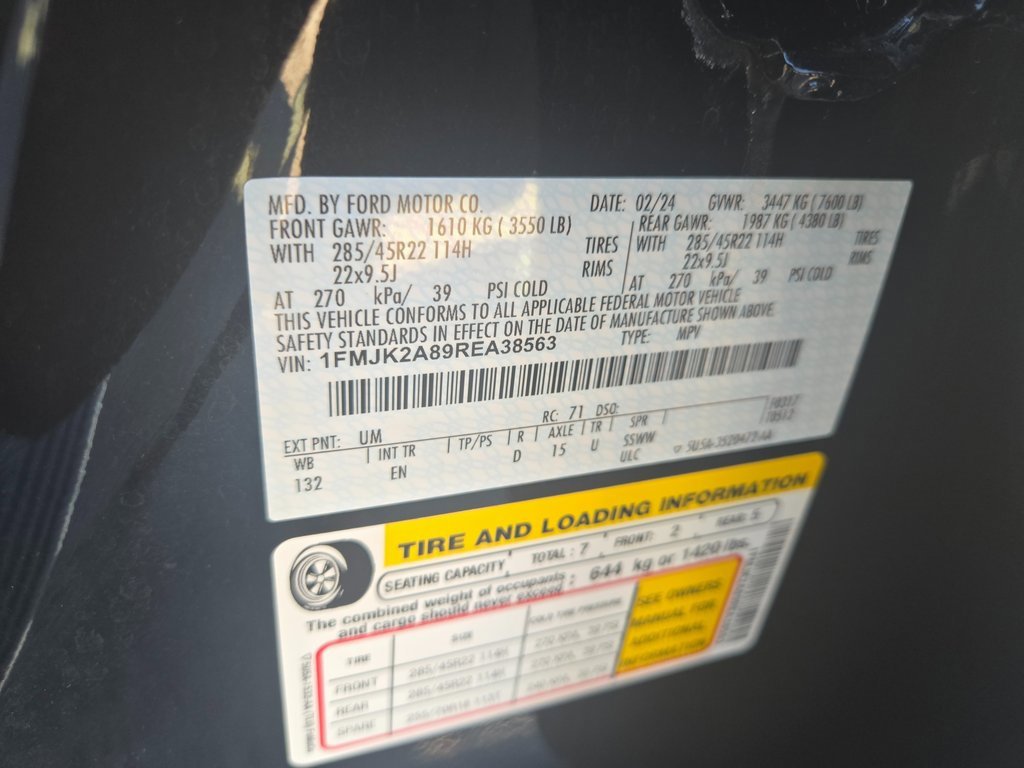 MFD. BY FORD MOTOR CO. DATE: 02/24 GVWR: 3447 KG ( 7600 LB)
FRONT GAWR: 1610 KG ( 3550 LB) REAR GAWR: 1987 KG ( 4380 LB)
WITH 285/45R22 114H TIRES WITH 285/45R22 114H TIRES
22x9.5J RIMS 22x9.5J RIMS
AT 270 kPa/ 39 PSI COLD AT 270 kPa/ 39 PSI COLD
THIS VEHICLE CONFORMS TO ALL APPLICABLE FEDERAL MOTOR VEHICLE
SAFETY STANDARDS IN EFFECT ON THE DATE OF MANUFACTURE SHOWN ABOVE.
VIN: 1FMJK2A89REA38563 TYPE: MPV
EXT PNT: UM RC: 71 DSO:
WB INT TR TP/PS R AXLE TR SPR
132 EN D 15 U SSWW
ULC
TIRE AND LOADING INFORMATION
SEATING CAPACITY TOTAL : 7 FRONT: 2 REAR: 5
The combined weight of occupants and cargo should never exceed : 644 kg or 1420 lbs.
TIRE SIZE COLD TIRE PRESSURE
FRONT 285/45R22 114H
REAR 285/45R22 114H
SPARE
SEE OWNERS
MANUAL FOR
ADDITIONAL
INFORMATION